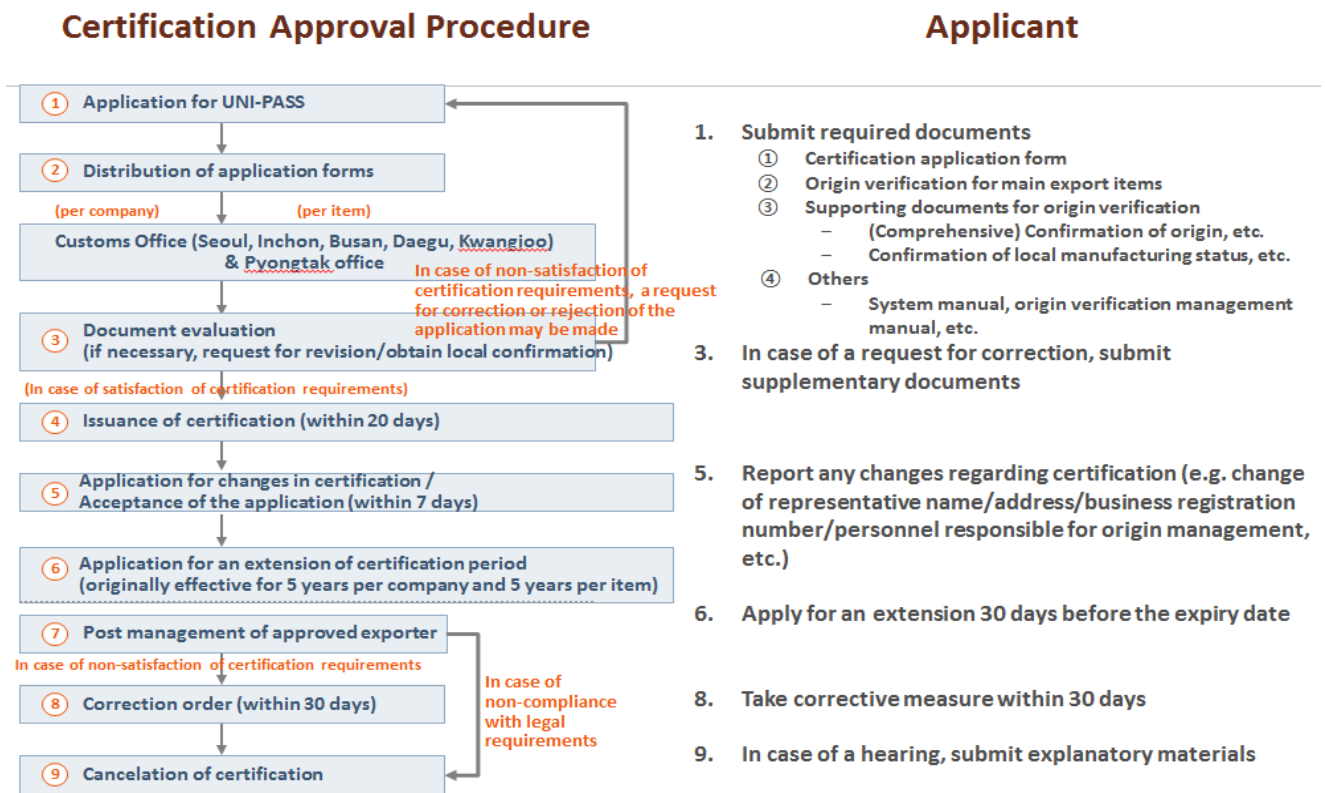 Certification Approval Procedure
① Application for UNI-PASS
② Distribution of application forms
(per company) (per item)
Customs Office (Seoul, Inchon, Busan, Daegu, Kwangjoo)
& Pyongtak office
In case of non-satisfaction of
certification requirements, a request
for correction or rejection of the
application may be made
③ Document evaluation
(if necessary, request for revision/obtain local confirmation)
(In case of satisfaction of certification requirements)
④ Issuance of certification (within 20 days)
⑤ Application for changes in certification /
Acceptance of the application (within 7 days)
⑥ Application for an extension of certification period
(originally effective for 5 years per company and 5 years per item)
⑦ Post management of approved exporter
In case of non-satisfaction of certification requirements
⑧ Correction order (within 30 days)
In case of
non-compliance
with legal
requirements
⑨ Cancelation of certification
Applicant
1. Submit required documents
① Certification application form
② Origin verification for main export items
③ Supporting documents for origin verification
– (Comprehensive) Confirmation of origin, etc.
– Confirmation of local manufacturing status, etc.
④ Others
– System manual, origin verification management
manual, etc.
3. In case of a request for correction, submit
supplementary documents
5. Report any changes regarding certification (e.g. change
of representative name/address/business registration
number/personnel responsible for origin management,
etc.)
6. Apply for an extension 30 days before the expiry date
8. Take corrective measure within 30 days
9. In case of a hearing, submit explanatory materials